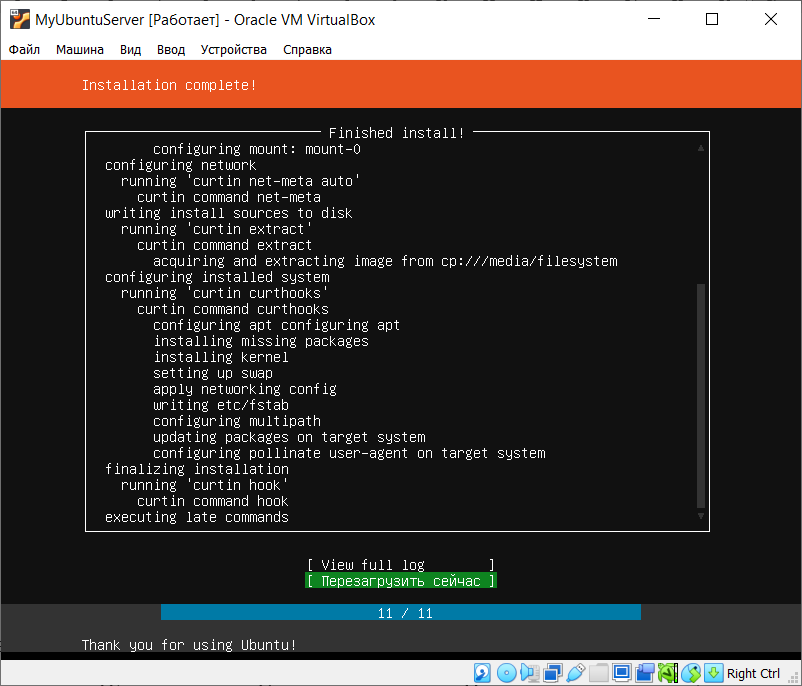 MyUbuntuServer [Работает] - Oracle VM VirtualBox
Файл Машина Вид Ввод Устройства Справка
Installation complete!
Finished install!
configuring mount: mount-0
configuring network
running 'curtin net-meta auto'
curtin command net-meta
writing install sources to disk
running 'curtin extract'
curtin command extract
acquiring and extracting image from cp:///media/filesystem
configuring installed system
running 'curtin curthooks'
curtin command curthooks
configuring apt configuring apt
installing missing packages
installing kernel
setting up swap
apply networking config
writing etc/fstab
configuring multipath
updating packages on target system
configuring pollinate user-agent on target system
finalizing installation
running 'curtin hook'
curtin command hook
executing late commands
[ View full log ]
[ Перезагрузить сейчас ]
11 / 11
Thank you for using Ubuntu!
Right Ctrl